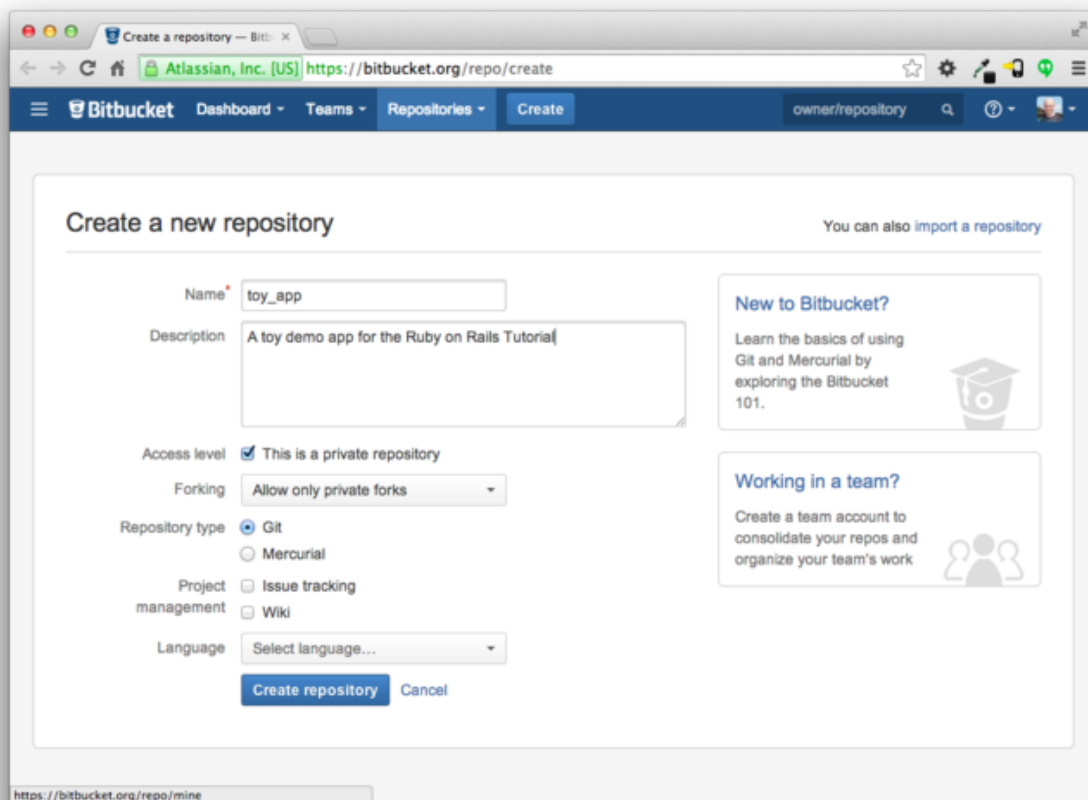 Create a repository — Bitb
Atlassian, Inc. [US] https://bitbucket.org/repo/create
Bitbucket Dashboard Teams Repositories Create owner/repository
Create a new repository
You can also import a repository
Name* toy_app
Description A toy demo app for the Ruby on Rails Tutorial
Access level This is a private repository
Forking Allow only private forks
Repository type Git
Mercurial
Project management Issue tracking
Wiki
Language Select language...
Create repository Cancel
New to Bitbucket?
Learn the basics of using
Git and Mercurial by
exploring the Bitbucket
101.
Working in a team?
Create a team account to
consolidate your repos and
organize your team's work
https://bitbucket.org/repo/mine